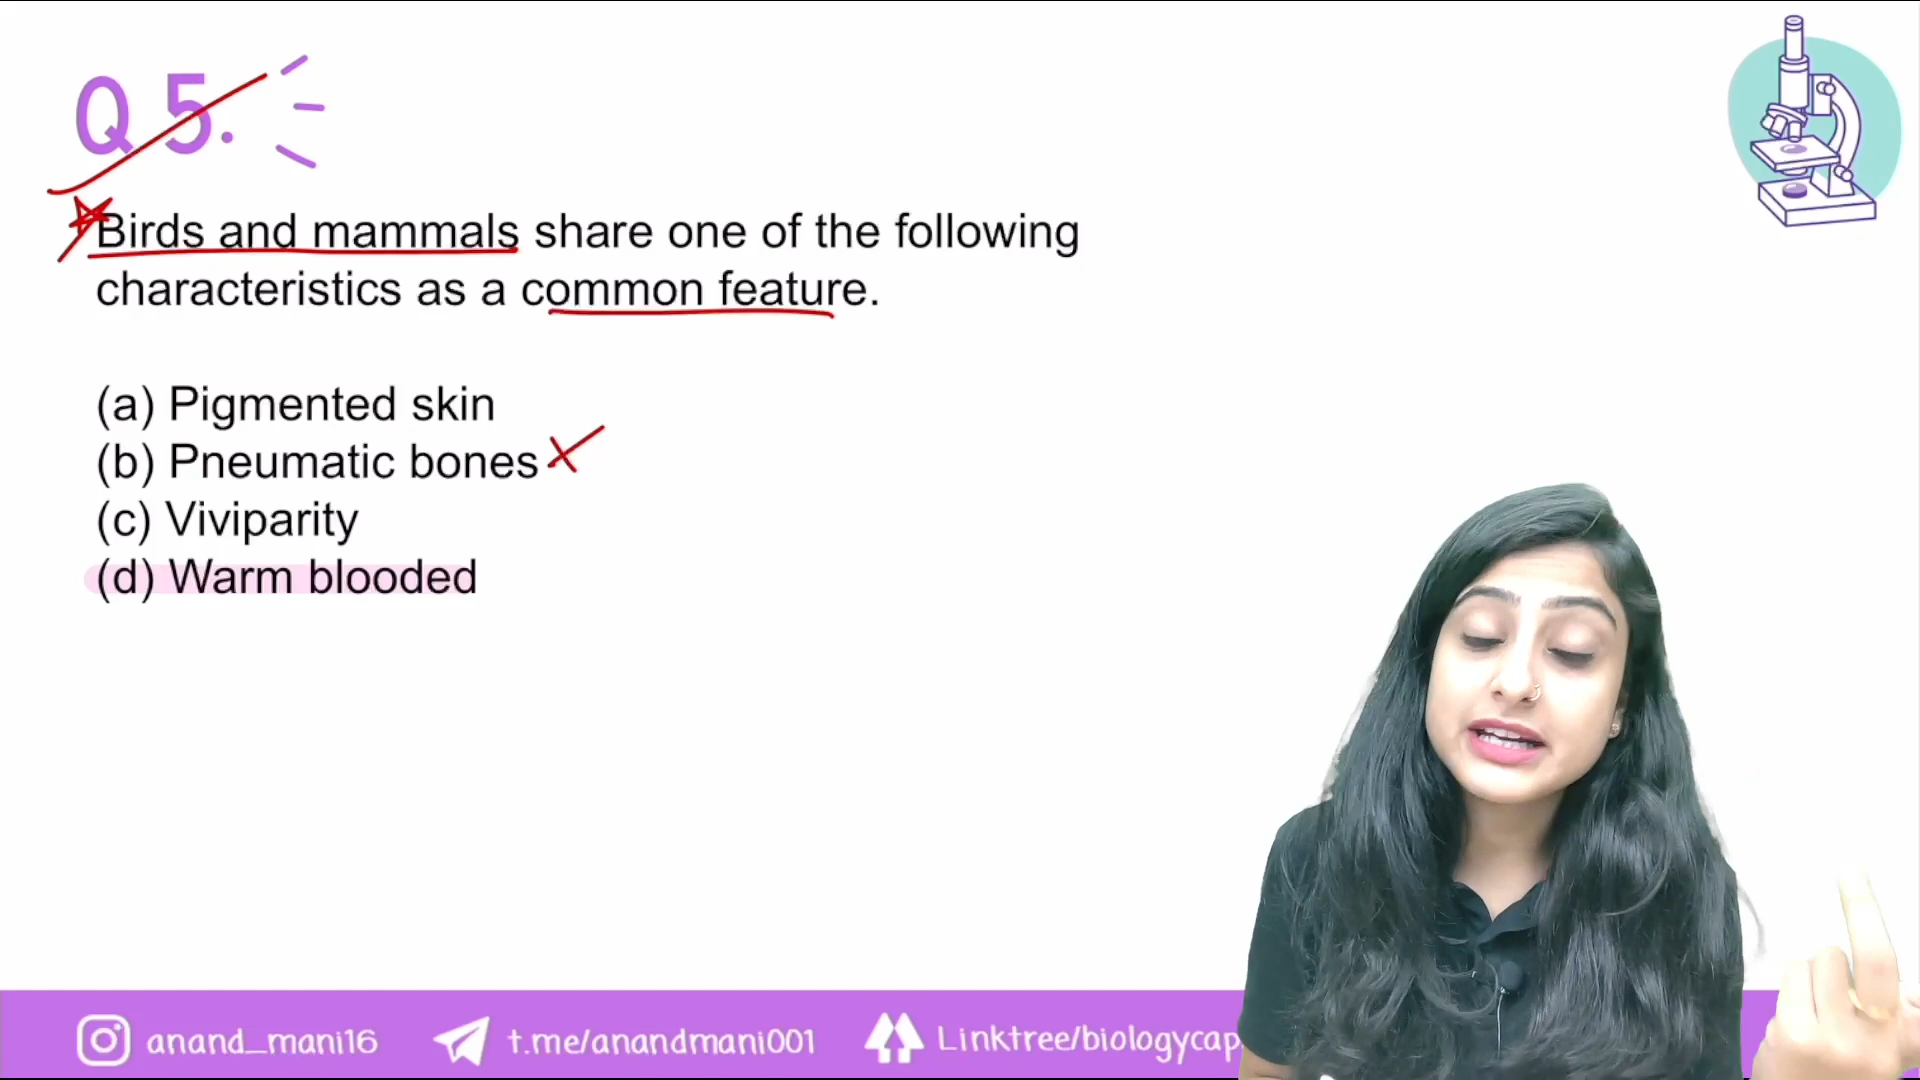 Q 5.
Birds and mammals share one of the following
characteristics as a common feature.
(a) Pigmented skin
(b) Pneumatic bones
(c) Viviparity
(d) Warm blooded
anand_mani16
t.me/anandmani001
Linktree/biologycap